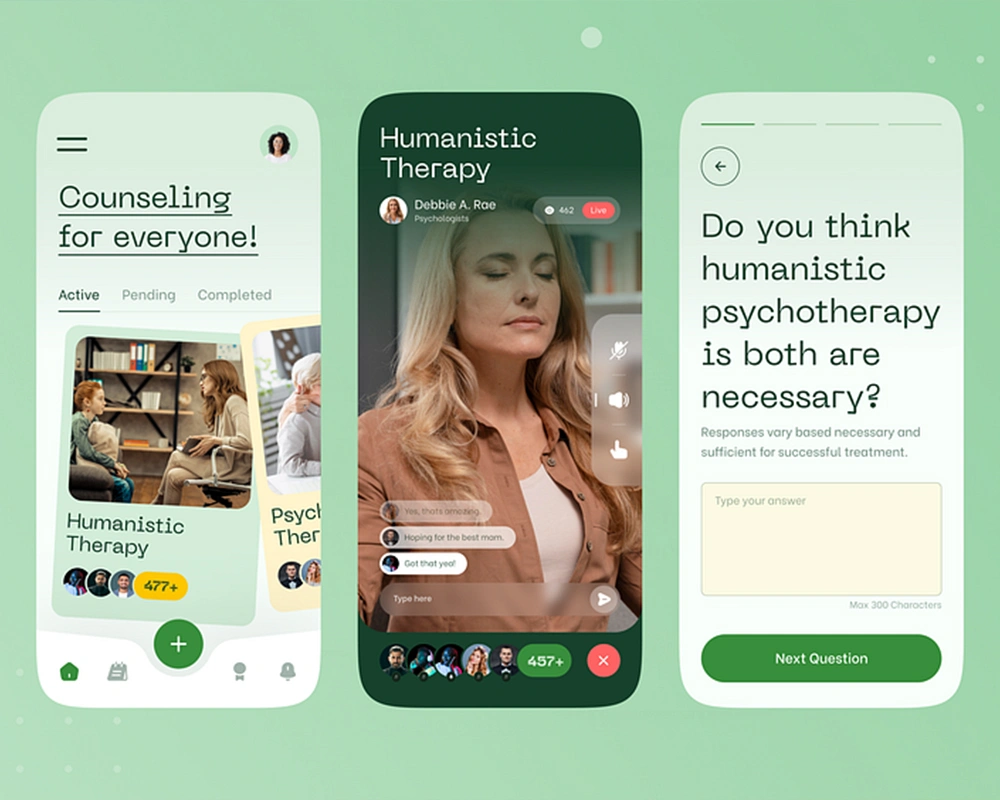 Counseling
for everyone!
Active Pending Completed
Humanistic
Therapy
477+
Psych
Ther
Humanistic
Therapy
Debbie A. Rae
Psychologists
462 Live
Yes, thats amazing.
Hoping for the best mam.
Got that yea!
Type here
457+
Do you think
humanistic
psychotherapy
is both are
necessary?
Responses vary based necessary and
sufficient for successful treatment.
Type your answer
Max 300 Characters
Next Question